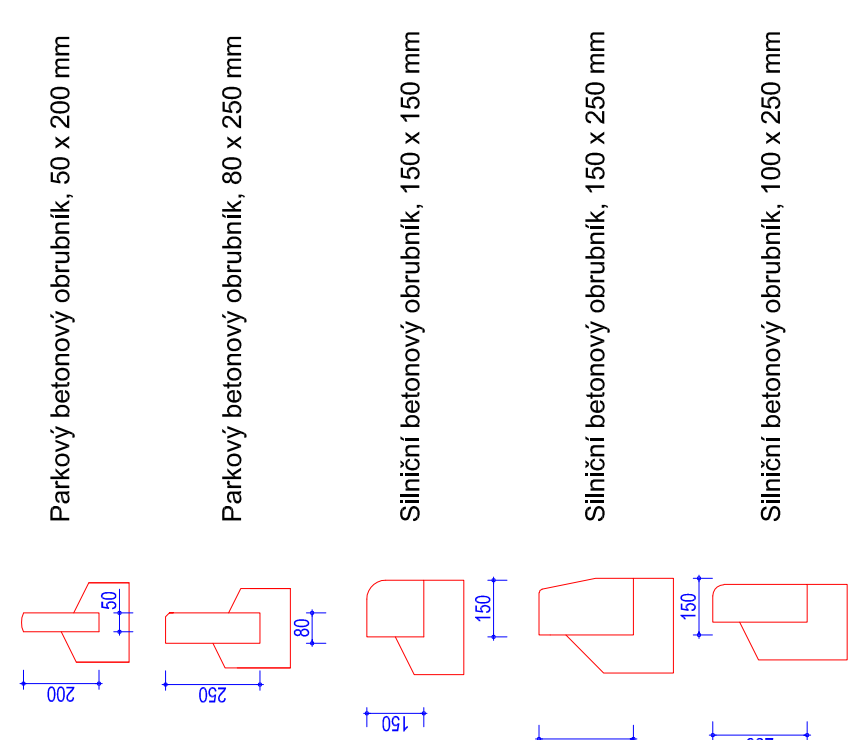 Parkový betonový obrubník, 50 x 200 mm
Parkový betonový obrubník, 80 x 250 mm
Silniční betonový obrubník, 150 x 150 mm
Silniční betonový obrubník, 150 x 250 mm
Silniční betonový obrubník, 100 x 250 mm
50
200
80
250
150
150
150